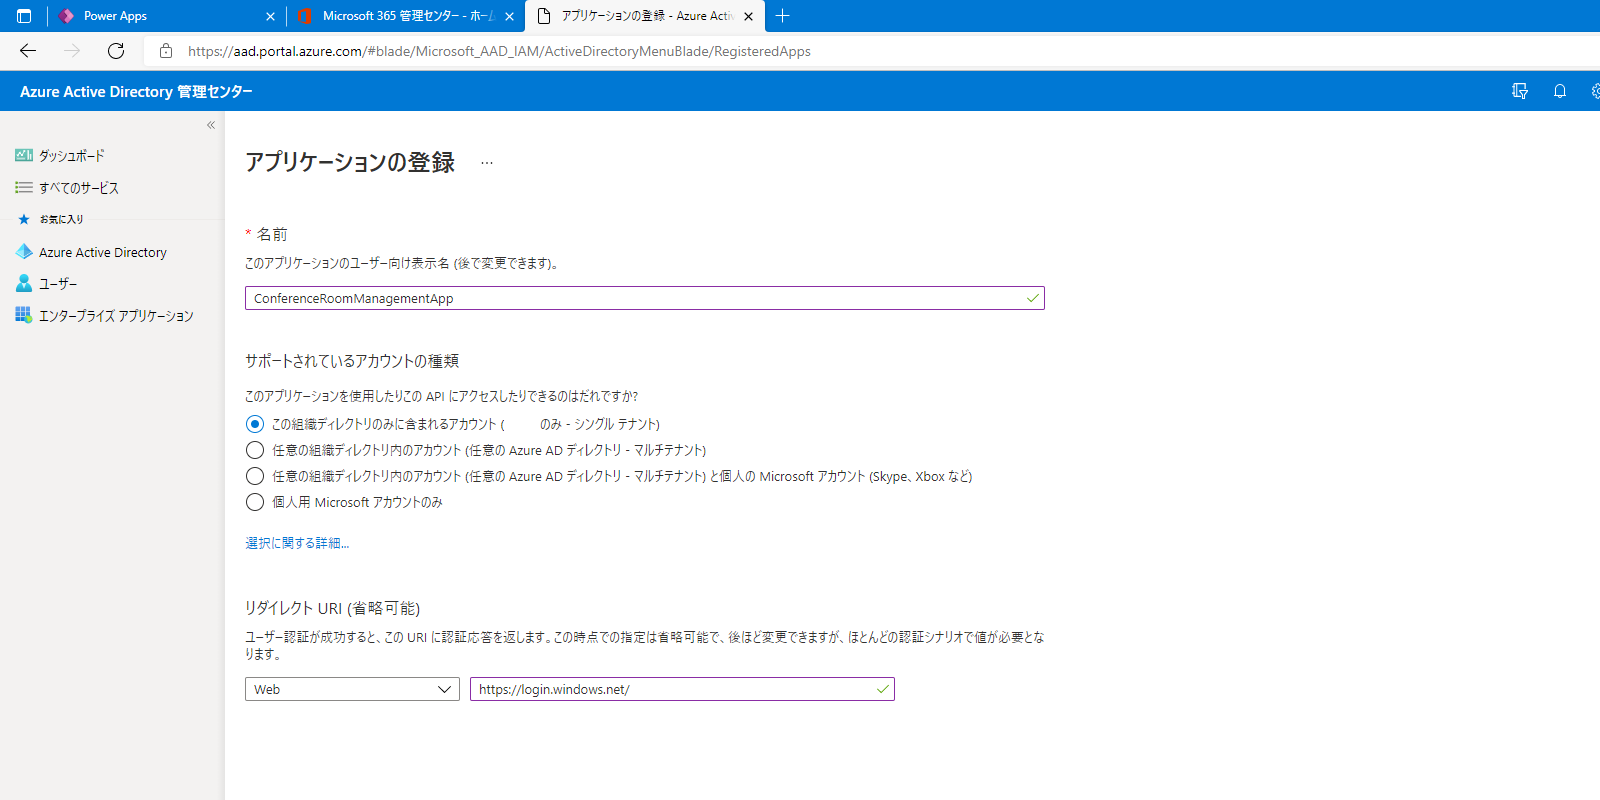 Power Apps
Microsoft 365 管理センター - ホーム
アプリケーションの登録 - Azure Activ
https://aad.portal.azure.com/#blade/Microsoft_AAD_IAM/ActiveDirectoryMenuBlade/RegisteredApps
Azure Active Directory 管理センター
ダッシュボード
すべてのサービス
お気に入り
Azure Active Directory
ユーザー
エンタープライズ アプリケーション
アプリケーションの登録 ...
* 名前
このアプリケーションのユーザー向け表示名 (後で変更できます)。
ConferenceRoomManagementApp
サポートされているアカウントの種類
このアプリケーションを使用したりこの API にアクセスしたりできるのはだれですか?
この組織ディレクトリのみに含まれるアカウント ( のみ - シングル テナント)
任意の組織ディレクトリ内のアカウント (任意の Azure AD ディレクトリ - マルチテナント)
任意の組織ディレクトリ内のアカウント (任意の Azure AD ディレクトリ - マルチテナント) と個人の Microsoft アカウント (Skype、Xbox など)
個人用 Microsoft アカウントのみ
選択に関する詳細...
リダイレクト URI (省略可能)
ユーザー認証が成功すると、この URI に認証応答を返します。この時点での指定は省略可能で、後ほど変更できますが、ほとんどの認証シナリオで値が必要とな
ります。
Web
https://login.windows.net/